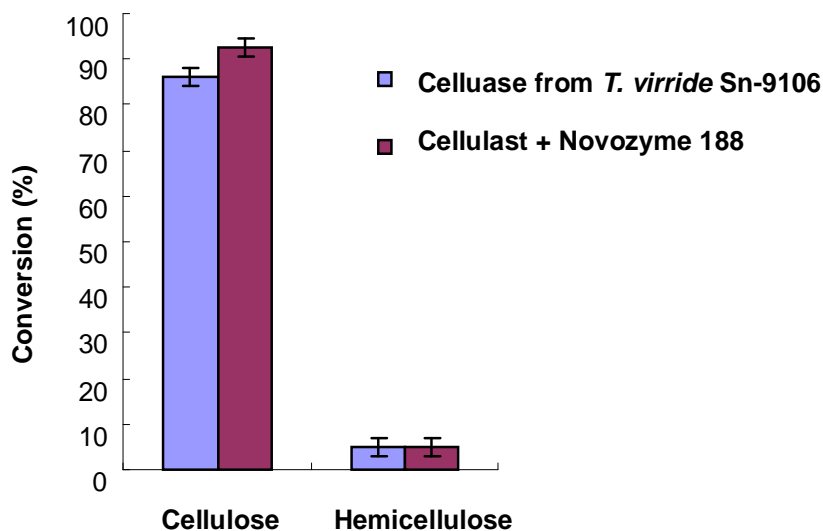 100
90
80
70
60
50
40
30
20
10
0
Conversion (%)
Celluase from T. virride Sn-9106
Cellulast + Novozyme 188
Cellulose
Hemicellulose